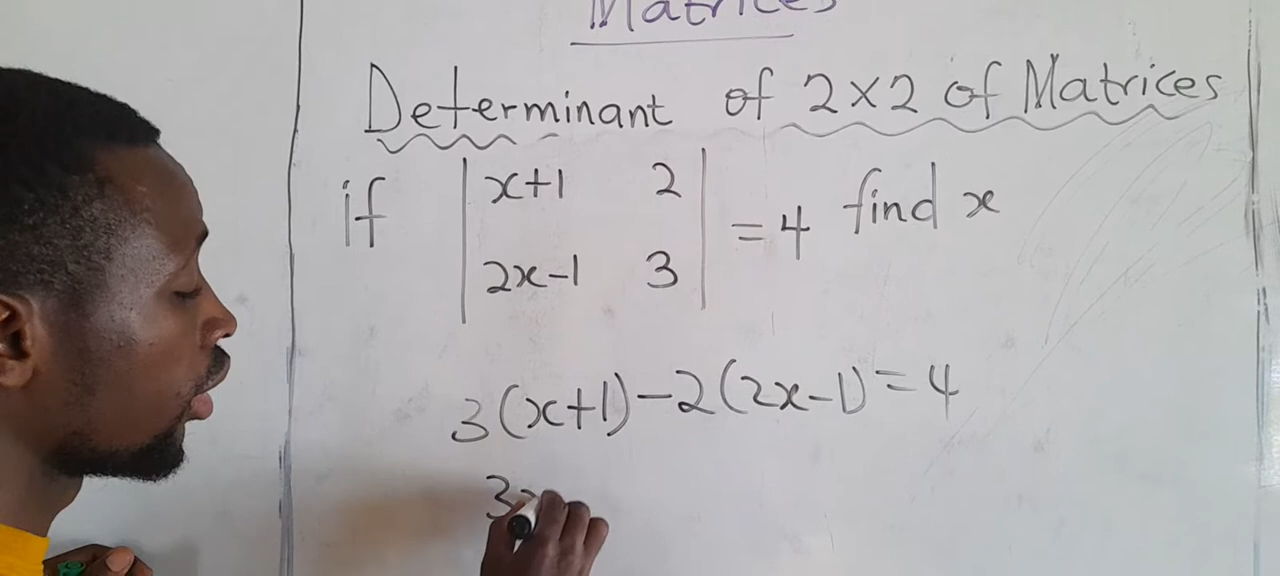 Matrices
Determinant of 2×2 of Matrices
if | x+1 2 | = 4 find x
| 2x-1 3 |
3(x+1)-2(2x-1)=4
3x